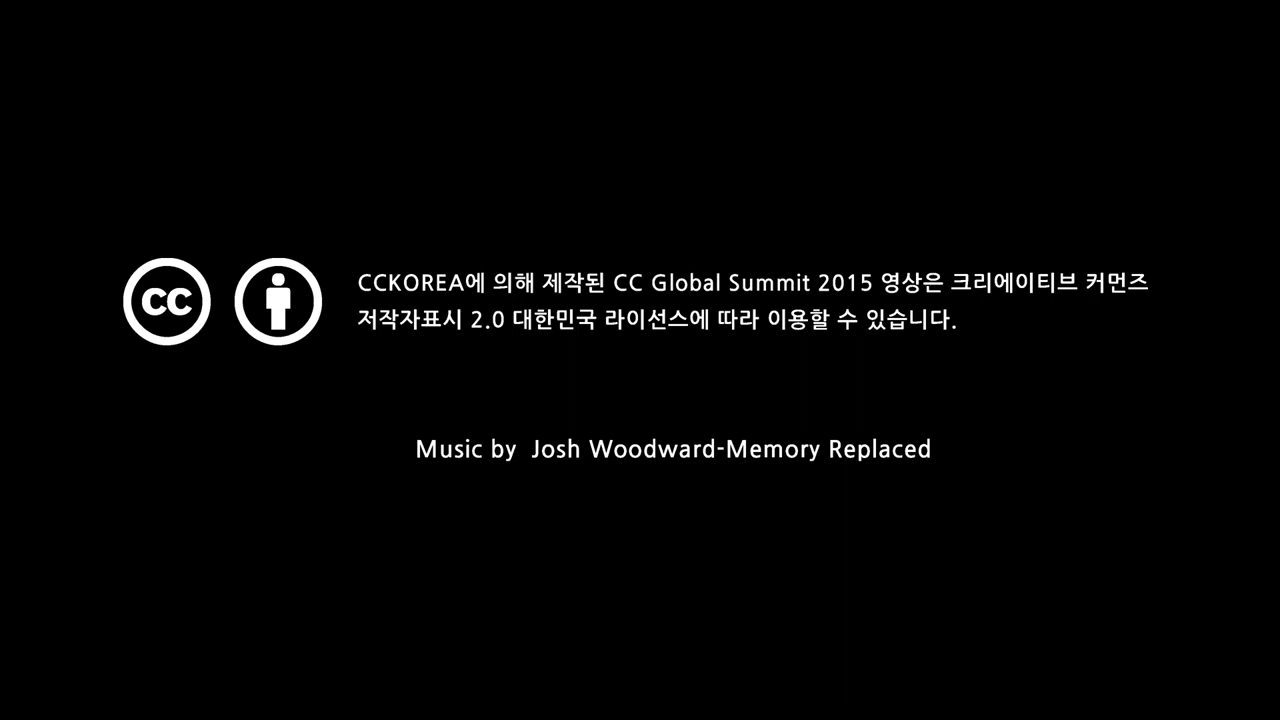 cc
CCKOREA에 의해 제작된 CC Global Summit 2015 영상은 크리에이티브 커먼즈
저작자표시 2.0 대한민국 라이선스에 따라 이용할 수 있습니다.
Music by  Josh Woodward-Memory Replaced